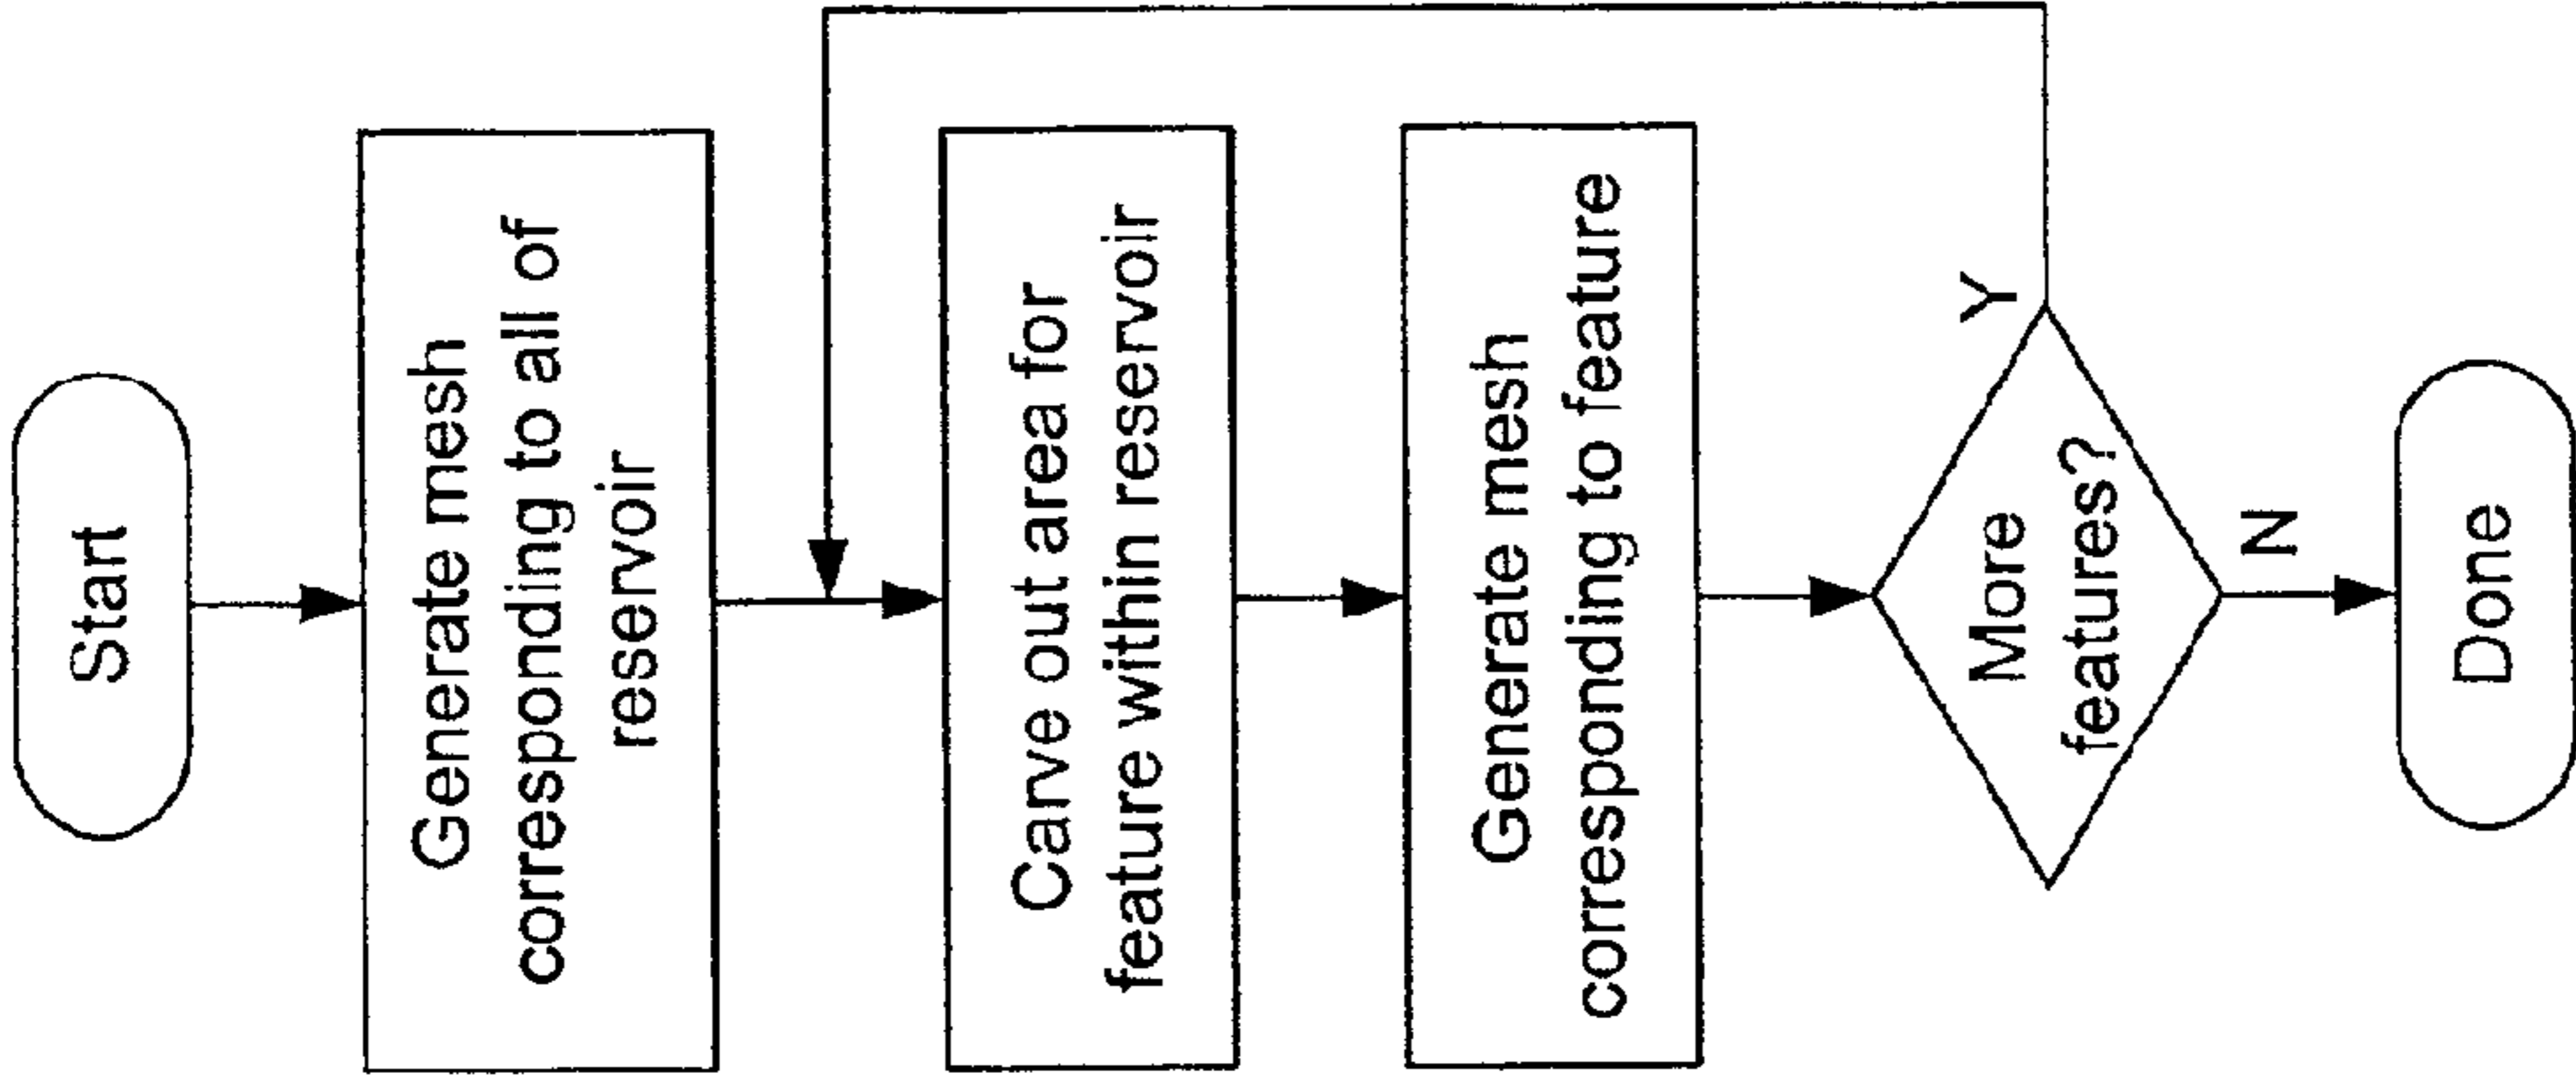 Start
Generate mesh
corresponding to all of
reservoir
Carve out area for
feature within reservoir
Generate mesh
corresponding to feature
More
features?
Y
N
Done